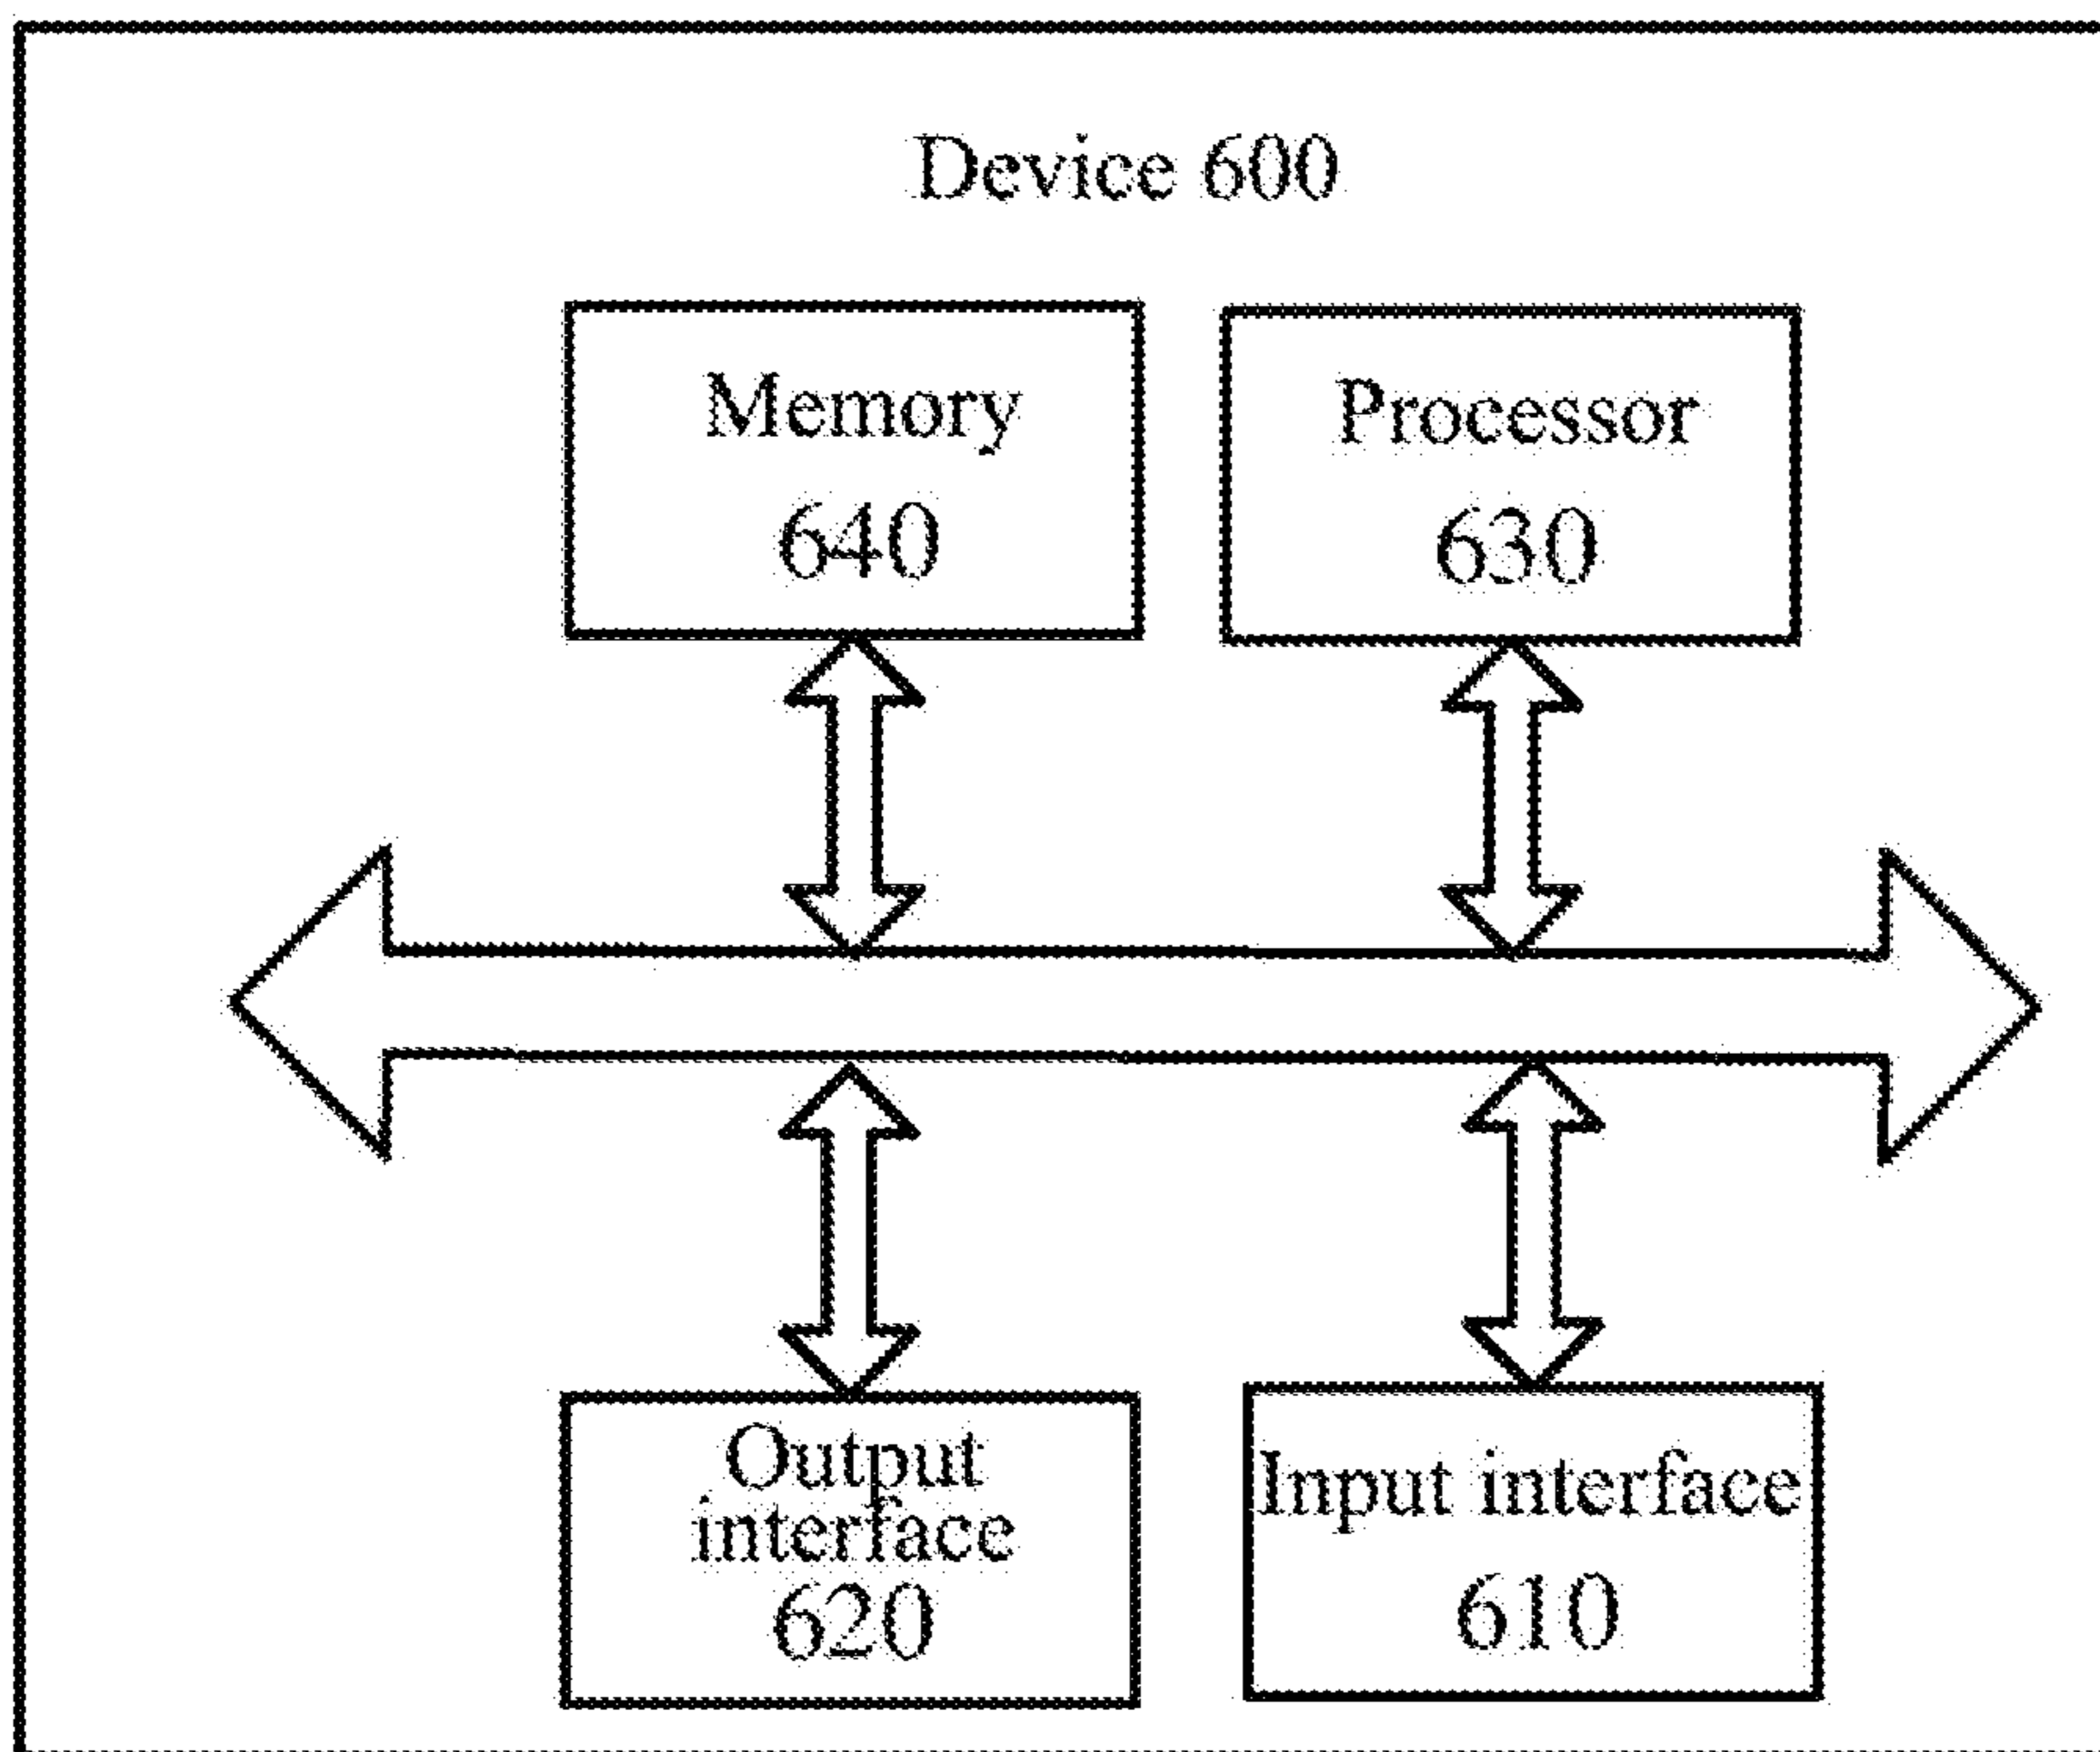 Device 600
Memory
640
Processor
630
Output
interface
620
Input interface
610